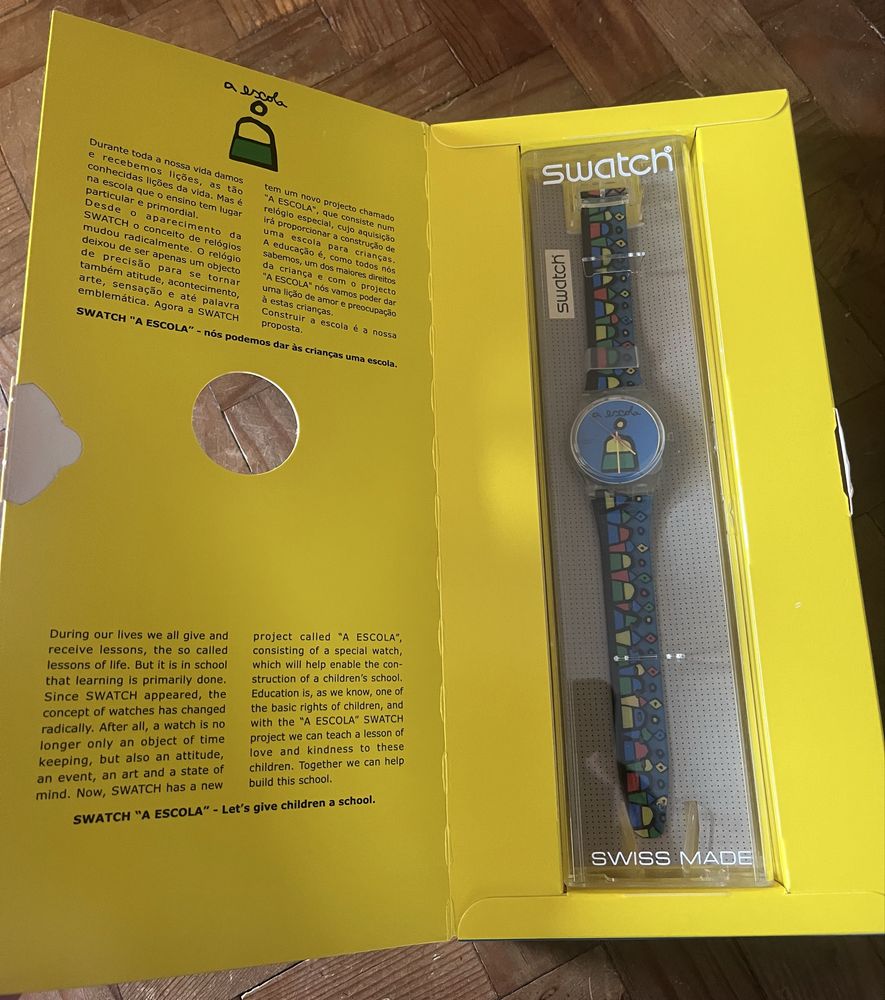 a escola
Durante toda a nossa vida damos
e recebemos lições, as tão
conhecidas lições da vida. Mas é
na escola que o ensino tem lugar
particular e primordial.
Desde o aparecimento da
SWATCH o conceito de relógios
mudou radicalmente. O relógio
deixou de ser apenas um objecto
de precisão para se tornar
também atitude, acontecimento,
arte, sensação e até palavra
emblemática. Agora a SWATCH
tem um novo projecto chamado
"A ESCOLA", que consiste num
relógio especial, cujo aquisição
irá proporcionar a construção de
uma escola para crianças.
A educação é, como todos nós
sabemos, um dos maiores direitos
da criança e com o projecto
"A ESCOLA" nós vamos poder dar
uma lição de amor e preocupação
à estas crianças.
Construir a escola é a nossa
proposta.
SWATCH "A ESCOLA" - nós podemos dar às crianças uma escola.
During our lives we all give and
receive lessons, the so called
lessons of life. But it is in school
that learning is primarily done.
Since SWATCH appeared, the
concept of watches has changed
radically. After all, a watch is no
longer only an object of time
keeping, but also an attitude,
an event, an art and a state of
mind. Now, SWATCH has a new
project called “A ESCOLA”,
consisting of a special watch,
which will help enable the con-
struction of a children’s school.
Education is, as we know, one of
the basic rights of children, and
with the “A ESCOLA” SWATCH
project we can teach a lesson of
love and kindness to these
children. Together we can help
build this school.
SWATCH “A ESCOLA” - Let’s give children a school.
swatch
swatch
a escola
SWISS MADE